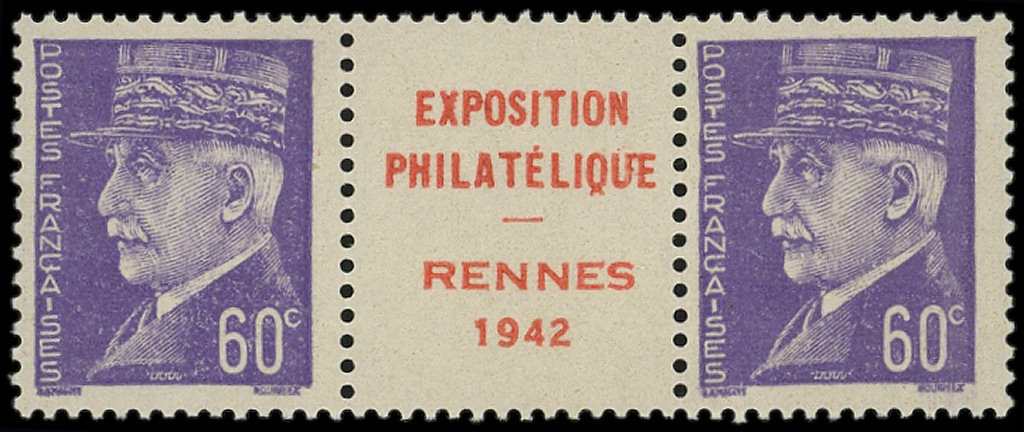 POSTES FRANÇAISES
60c
EXPOSITION
PHILATÉLIQUE
RENNES
1942
POSTES FRANÇAISES
60c